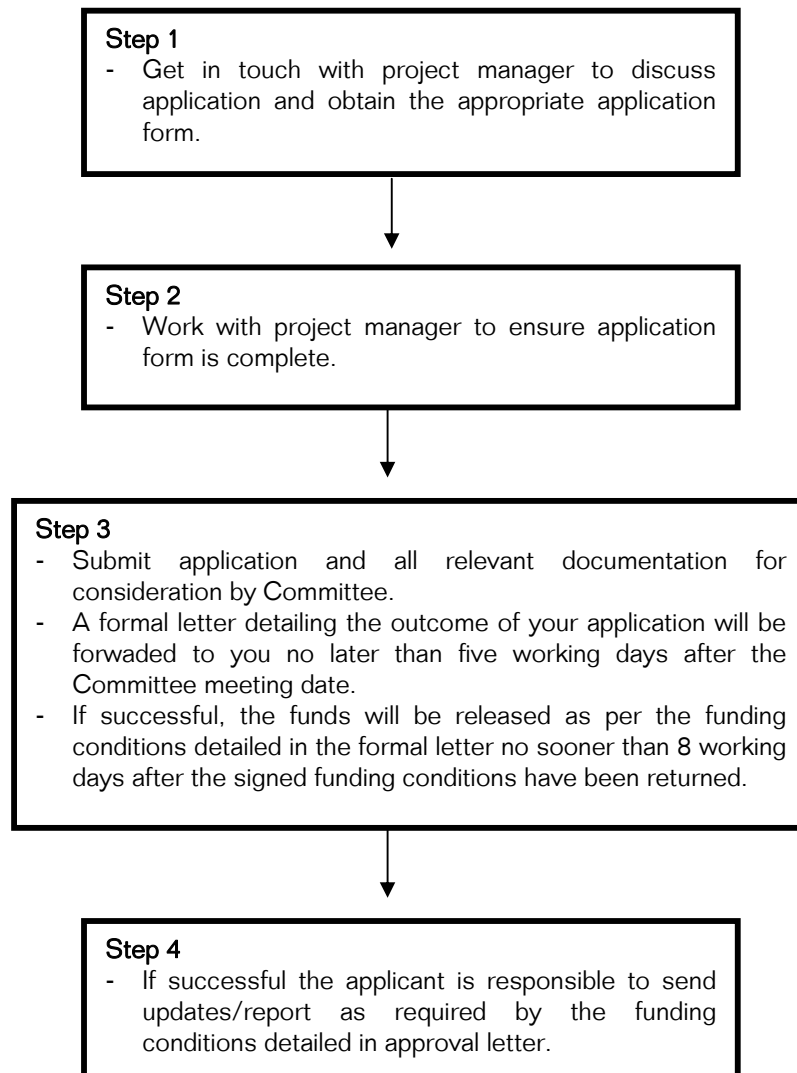 Step 1
- Get in touch with project manager to discuss
application and obtain the appropriate application
form.
Step 2
- Work with project manager to ensure application
form is complete.
Step 3
- Submit application and all relevant documentation for
consideration by Committee.
- A formal letter detailing the outcome of your application will be
forwaded to you no later than five working days after the
Committee meeting date.
- If successful, the funds will be released as per the funding
conditions detailed in the formal letter no sooner than 8 working
days after the signed funding conditions have been returned.
Step 4
- If successful the applicant is responsible to send
updates/report as required by the funding
conditions detailed in approval letter.